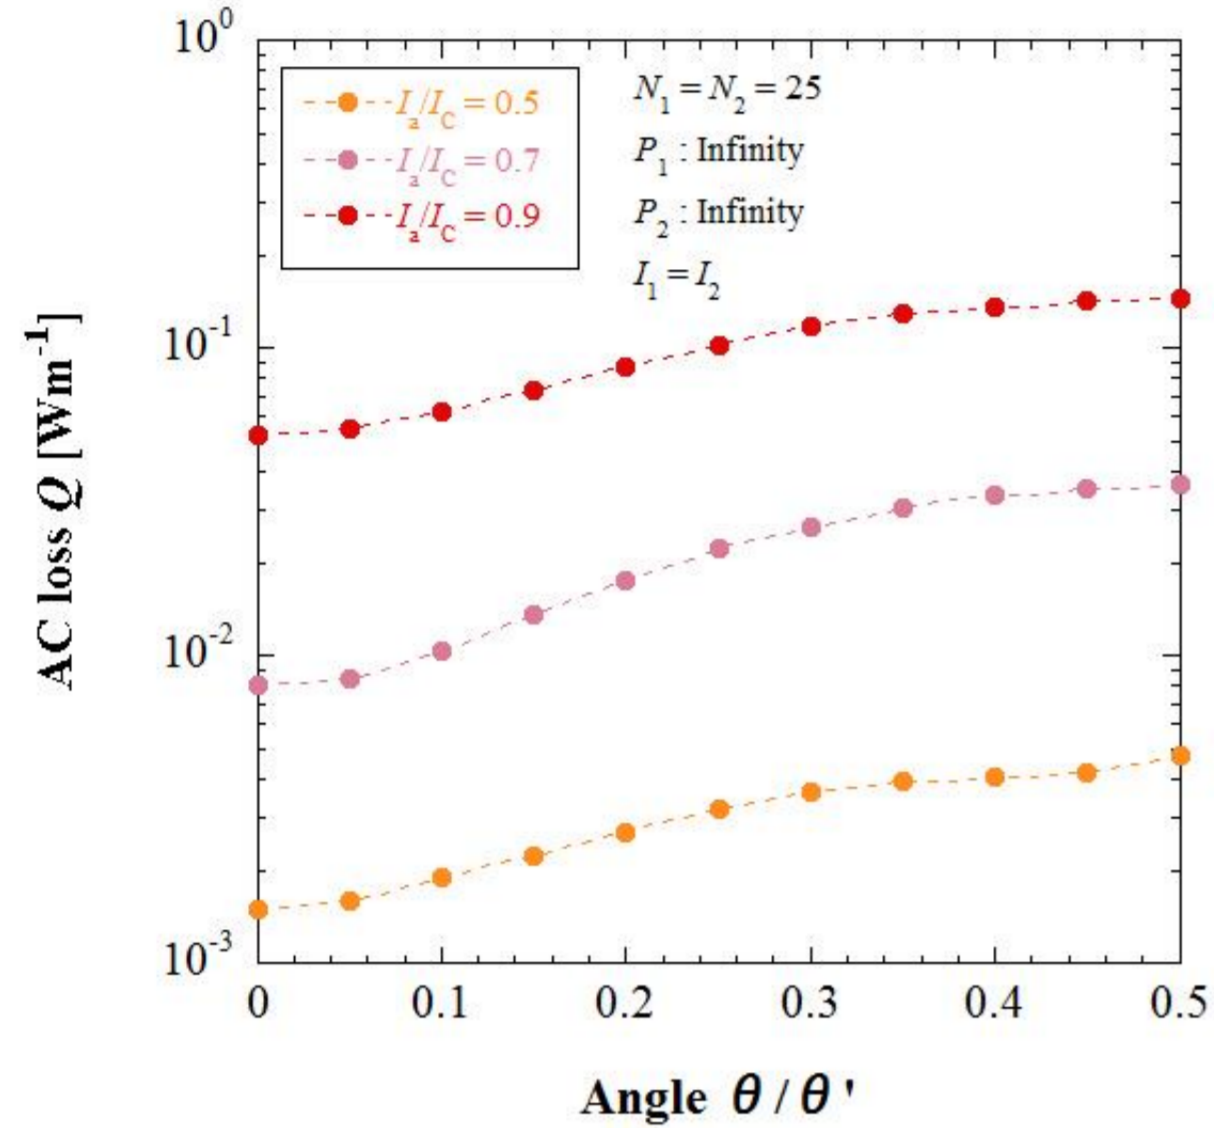 10^0
I_a/I_C = 0.5
I_a/I_C = 0.7
I_a/I_C = 0.9
N_1 = N_2 = 25
P_1 : Infinity
P_2 : Infinity
I_1 = I_2
10^-1
10^-2
10^-3
AC loss Q [Wm^-1]
0 0.1 0.2 0.3 0.4 0.5
Angle θ / θ '